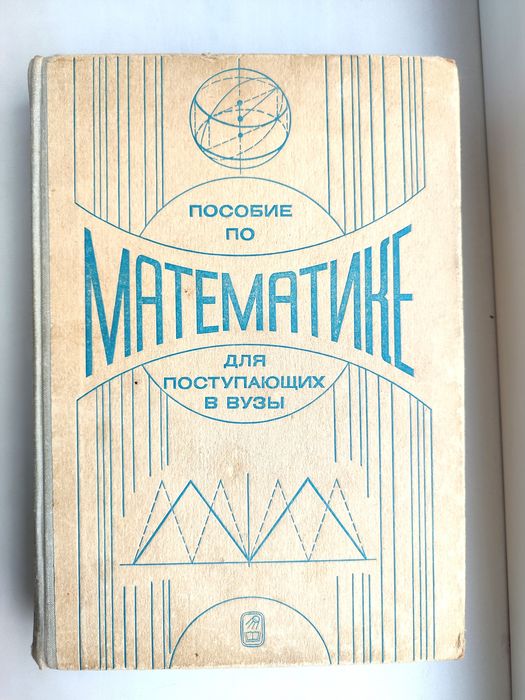 ПОСОБИЕ
ПО
МАТЕМАТИКЕ
ДЛЯ
ПОСТУПАЮЩИХ
В ВУЗЫ